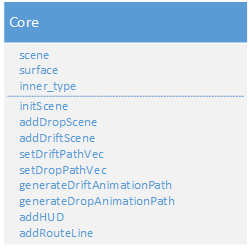 Core
scene
surface
inner_type
initScene
addDropScene
addDriftScene
setDriftPathVec
setDropPathVec
generateDriftAnimationPath
generateDropAnimationPath
addHUD
addRouteLine